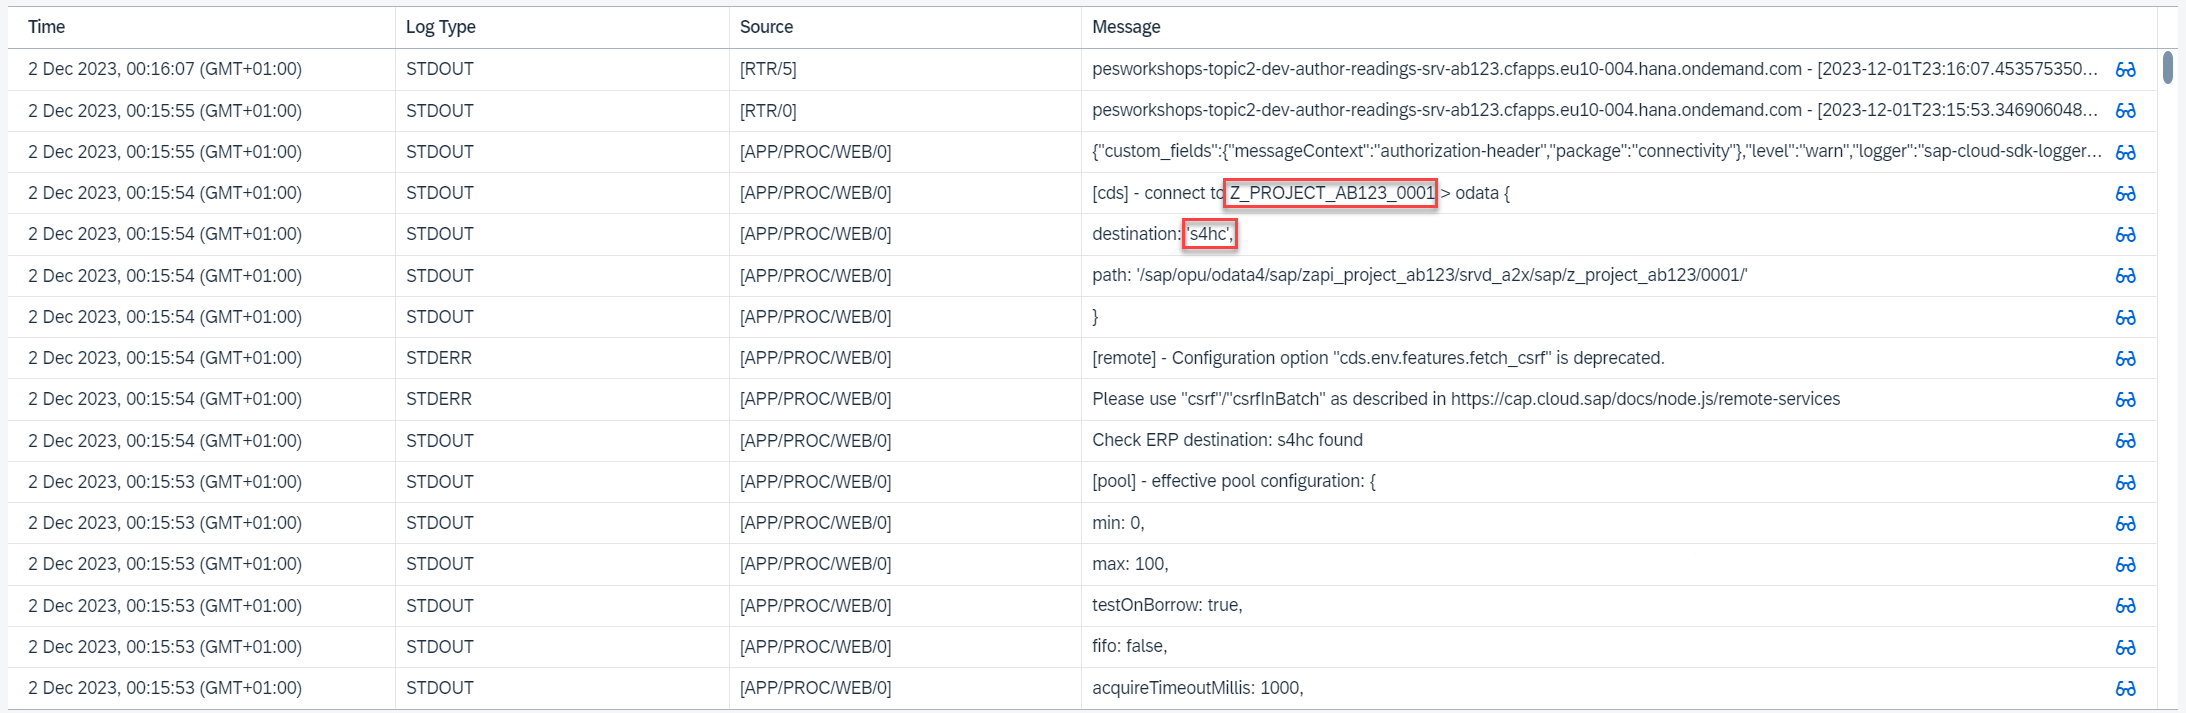 Time Log Type Source Message
2 Dec 2023, 00:16:07 (GMT+01:00) STDOUT [RTR/5] pesworkshops-topic2-dev-author-readings-srv-ab123.cfapps.eu10-004.hana.ondemand.com - [2023-12-01T23:16:07.453575350...
2 Dec 2023, 00:15:55 (GMT+01:00) STDOUT [RTR/0] pesworkshops-topic2-dev-author-readings-srv-ab123.cfapps.eu10-004.hana.ondemand.com - [2023-12-01T23:15:53.346906048...
2 Dec 2023, 00:15:55 (GMT+01:00) STDOUT [APP/PROC/WEB/0] {"custom_fields":{"messageContext":"authorization-header","package":"connectivity"},"level":"warn","logger":"sap-cloud-sdk-logger...
2 Dec 2023, 00:15:54 (GMT+01:00) STDOUT [APP/PROC/WEB/0] [cds] - connect to Z_PROJECT_AB123_0001 > odata {
2 Dec 2023, 00:15:54 (GMT+01:00) STDOUT [APP/PROC/WEB/0] destination: 's4hc',
2 Dec 2023, 00:15:54 (GMT+01:00) STDOUT [APP/PROC/WEB/0] path: '/sap/opu/odata4/sap/zapi_project_ab123/srvd_a2x/sap/z_project_ab123/0001/'
2 Dec 2023, 00:15:54 (GMT+01:00) STDOUT [APP/PROC/WEB/0] }
2 Dec 2023, 00:15:54 (GMT+01:00) STDERR [APP/PROC/WEB/0] [remote] - Configuration option "cds.env.features.fetch_csrf" is deprecated.
2 Dec 2023, 00:15:54 (GMT+01:00) STDERR [APP/PROC/WEB/0] Please use "csrf"/"csrfInBatch" as described in https://cap.cloud.sap/docs/node.js/remote-services
2 Dec 2023, 00:15:54 (GMT+01:00) STDOUT [APP/PROC/WEB/0] Check ERP destination: s4hc found
2 Dec 2023, 00:15:53 (GMT+01:00) STDOUT [APP/PROC/WEB/0] [pool] - effective pool configuration: {
2 Dec 2023, 00:15:53 (GMT+01:00) STDOUT [APP/PROC/WEB/0] min: 0,
2 Dec 2023, 00:15:53 (GMT+01:00) STDOUT [APP/PROC/WEB/0] max: 100,
2 Dec 2023, 00:15:53 (GMT+01:00) STDOUT [APP/PROC/WEB/0] testOnBorrow: true,
2 Dec 2023, 00:15:53 (GMT+01:00) STDOUT [APP/PROC/WEB/0] fifo: false,
2 Dec 2023, 00:15:53 (GMT+01:00) STDOUT [APP/PROC/WEB/0] acquireTimeoutMillis: 1000,